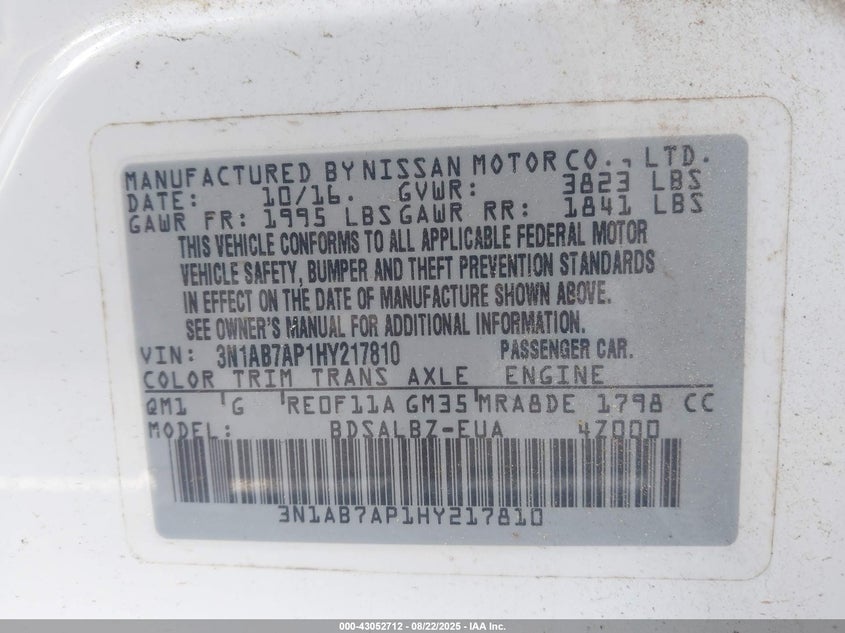 MANUFACTURED BY NISSAN MOTOR CO., LTD.
DATE: 10/16. GVWR: 3823 LBS
GAWR FR: 1995 LBS GAWR RR: 1841 LBS
THIS VEHICLE CONFORMS TO ALL APPLICABLE FEDERAL MOTOR
VEHICLE SAFETY, BUMPER AND THEFT PREVENTION STANDARDS
IN EFFECT ON THE DATE OF MANUFACTURE SHOWN ABOVE.
SEE OWNER'S MANUAL FOR ADDITIONAL INFORMATION.
VIN: 3N1AB7AP1HY217810 PASSENGER CAR.
COLOR TRIM TRANS AXLE ENGINE
QM1 G RE0F11A GM35 MRA8DE 1798 CC
MODEL: BDSALBZ-EUA 4Z000
3N1AB7AP1HY217810
000-43052712 - 08/22/2025 - IAA Inc.